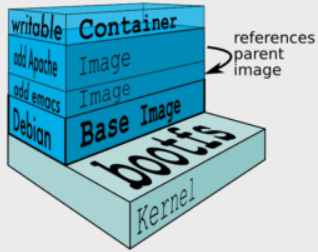 writable Container
add Apache Image
add emacs Image
Debian Base Image
bootfs
Kernel
references
parent
image